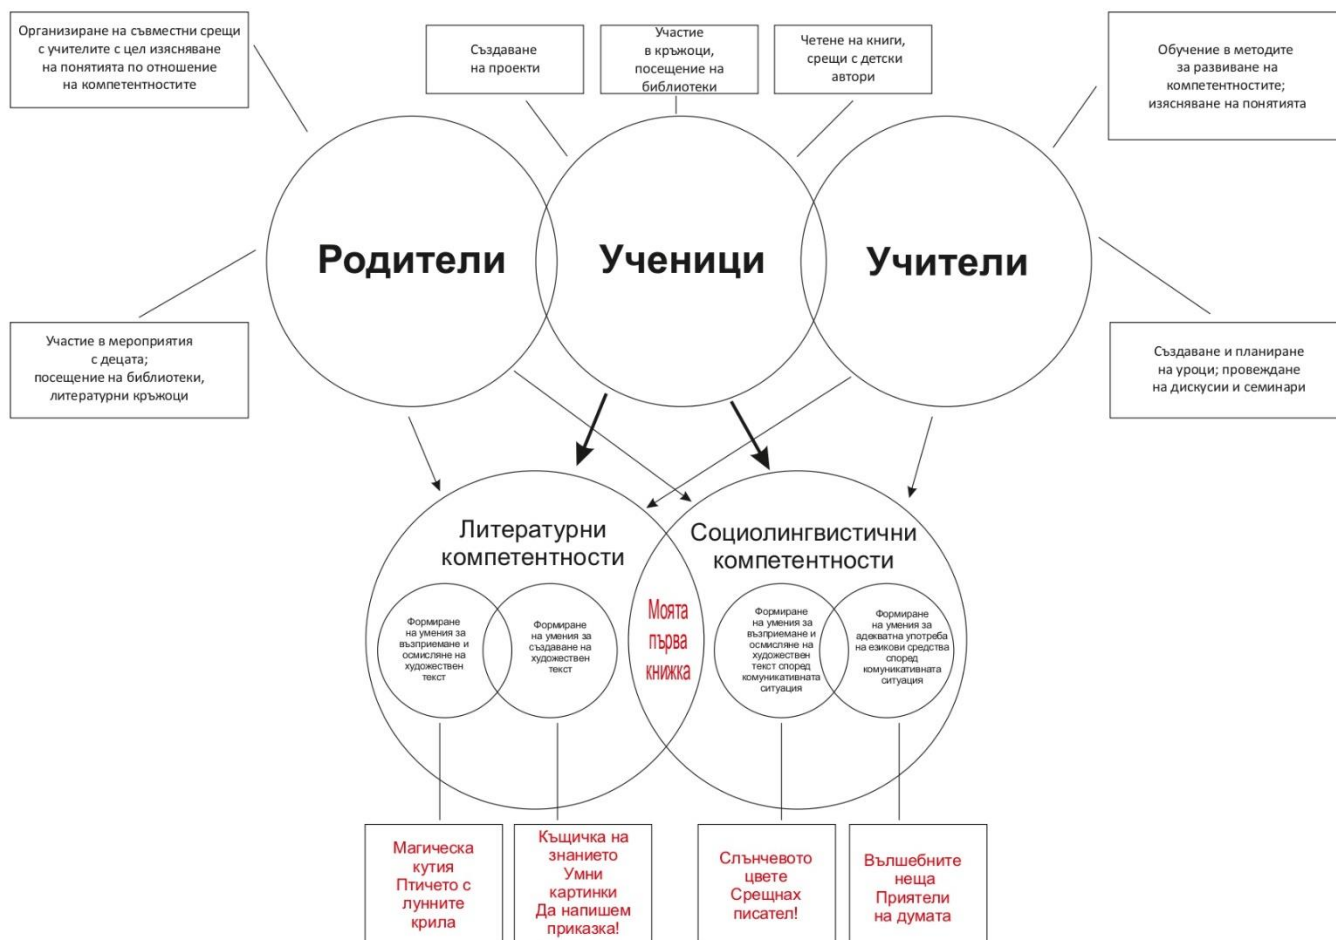 Организиране на съвместни срещи
с учителите с цел изясняване
на понятията по отношение
на компетентностите
Създаване
на проекти
Участие
в кръжоци,
посещение на
библиотеки
Четене на книги,
срещи с детски
автори
Обучение в методите
за развиване на
компетентностите;
изясняване на понятията
Родители
Ученици
Учители
Участие в мероприятия
с децата;
посещение на библиотеки,
литературни кръжоци
Създаване и планиране
на уроци; провеждане
на дискусии и семинари
Литературни
компетентности
Социолингвистични
компетентности
Формиране
на умения за
възприемане и
осмисляне на
художествен
текст
Формиране
на умения за
създаване на
художествен
текст
Моята
първа
книжка
Формиране
на умения за
възприемане и
осмисляне на
художествен
текст според
комуникативната
ситуация
Формиране
на умения за
адекватна употреба
на езикови средства
според
комуникативната
ситуация
Магическа
кутия
Птичето с
лунните
крила
Къщичка на
знанието
Умни
картинки
Да напишем
приказка!
Слънчевото
цвете
Срещнах
писател!
Вълшебните
неща
Приятели
на думата